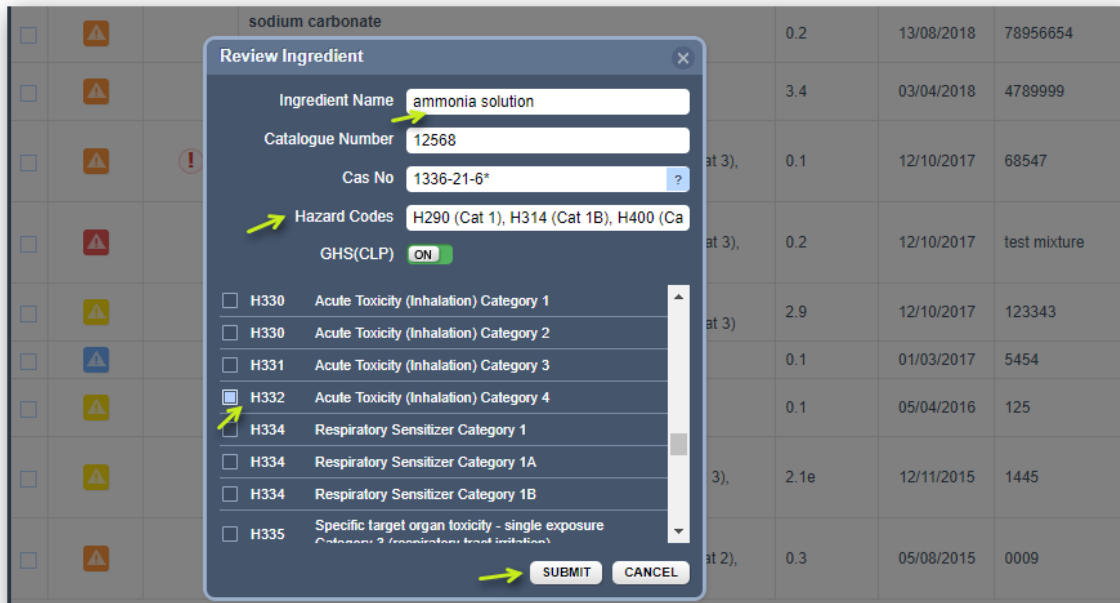 sodium carbonate
0.2 13/08/2018 78956654
Review Ingredient
Ingredient Name ammonia solution
3.4 03/04/2018 4789999
Catalogue Number 12568
at 3), 0.1 12/10/2017 68547
Cas No 1336-21-6* ?
Hazard Codes H290 (Cat 1), H314 (Cat 1B), H400 (Ca
at 3), 0.2 12/10/2017 test mixture
GHS(CLP) ON
H330 Acute Toxicity (Inhalation) Category 1
at 3) 2.9 12/10/2017 123343
H330 Acute Toxicity (Inhalation) Category 2
H331 Acute Toxicity (Inhalation) Category 3
0.1 01/03/2017 5454
H332 Acute Toxicity (Inhalation) Category 4
0.1 05/04/2016 125
H334 Respiratory Sensitizer Category 1
H334 Respiratory Sensitizer Category 1A
3), 2.1e 12/11/2015 1445
H334 Respiratory Sensitizer Category 1B
H335 Specific target organ toxicity - single exposure
Category 3 (respiratory tract irritation)
at 2), 0.3 05/08/2015 0009
SUBMIT CANCEL